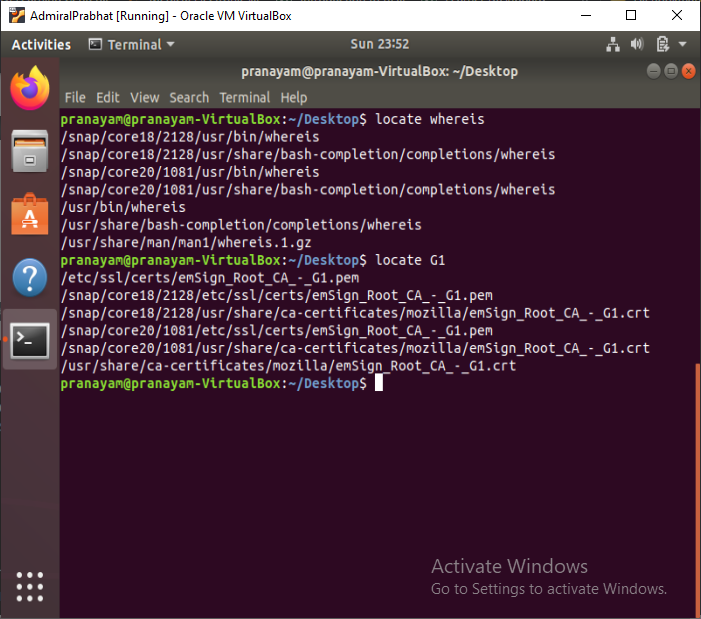 AdmiralPrabhat [Running] - Oracle VM VirtualBox
Activities Terminal Sun 23:52
pranayam@pranayam-VirtualBox: ~/Desktop
File Edit View Search Terminal Help
pranayam@pranayam-VirtualBox:~/Desktop$ locate whereis
/snap/core18/2128/usr/bin/whereis
/snap/core18/2128/usr/share/bash-completion/completions/whereis
/snap/core20/1081/usr/bin/whereis
/snap/core20/1081/usr/share/bash-completion/completions/whereis
/usr/bin/whereis
/usr/share/bash-completion/completions/whereis
/usr/share/man/man1/whereis.1.gz
pranayam@pranayam-VirtualBox:~/Desktop$ locate G1
/etc/ssl/certs/emSign_Root_CA_-_G1.pem
/snap/core18/2128/etc/ssl/certs/emSign_Root_CA_-_G1.pem
/snap/core18/2128/usr/share/ca-certificates/mozilla/emSign_Root_CA_-_G1.crt
/snap/core20/1081/etc/ssl/certs/emSign_Root_CA_-_G1.pem
/snap/core20/1081/usr/share/ca-certificates/mozilla/emSign_Root_CA_-_G1.crt
/usr/share/ca-certificates/mozilla/emSign_Root_CA_-_G1.crt
pranayam@pranayam-VirtualBox:~/Desktop$
Activate Windows
Go to Settings to activate Windows.